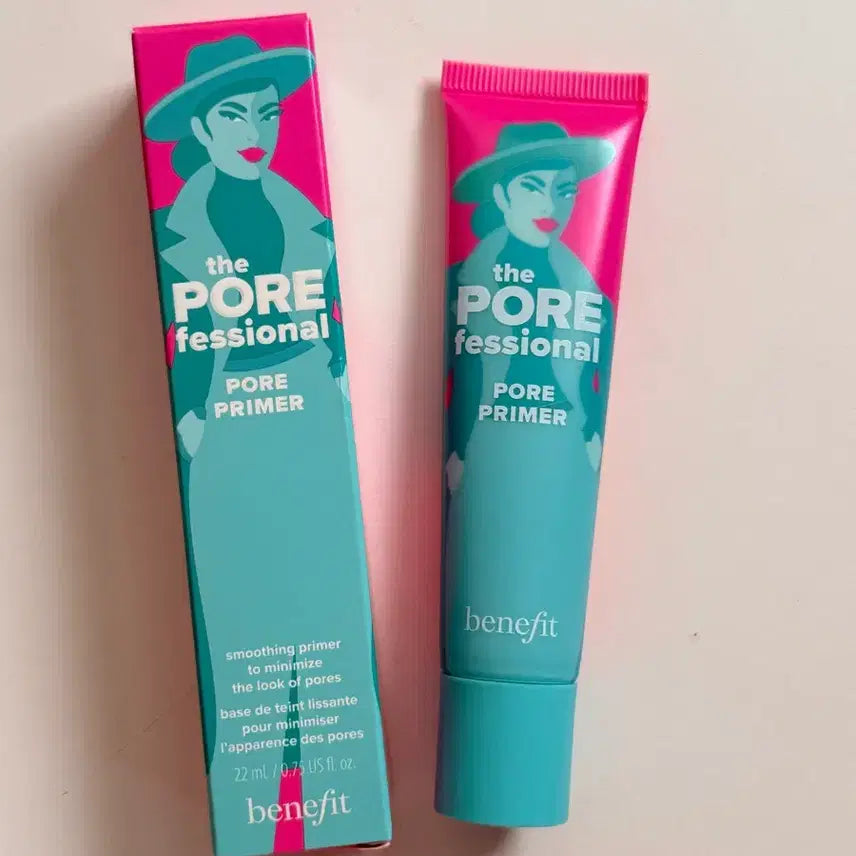 the
PORE
fessional
PORE
PRIMER
smoothing primer
to minimize
the look of pores
base de teint lissante
pour minimiser
l'apparence des pores
22 ml / 0.75 US fl. oz.
benefit
the
PORE
fessional
PORE
PRIMER
benefit